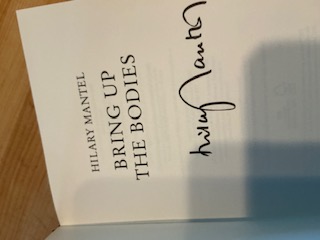 HILARY MANTEL
BRING UP
THE BODIES
Hilary Mantel